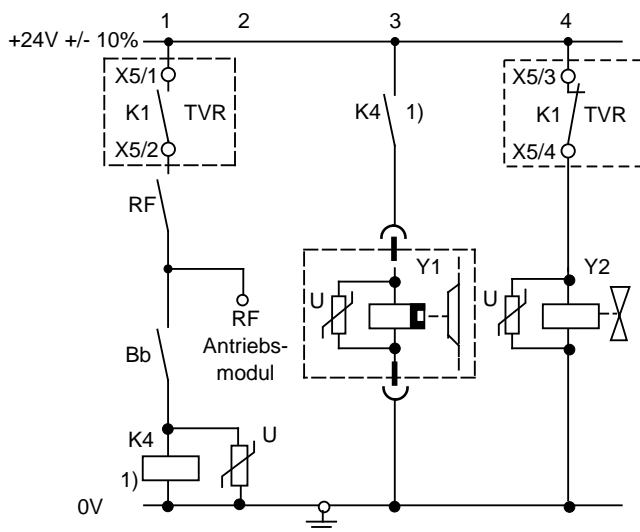 1 2 3 4
+24V +/- 10%
X5/1 X5/3
K1 TVR K4 1) K1 TVR
X5/2 X5/4
RF
Y1 Y2
U U U
RF
Antriebs-
modul
Bb
K4 U
1)
0V